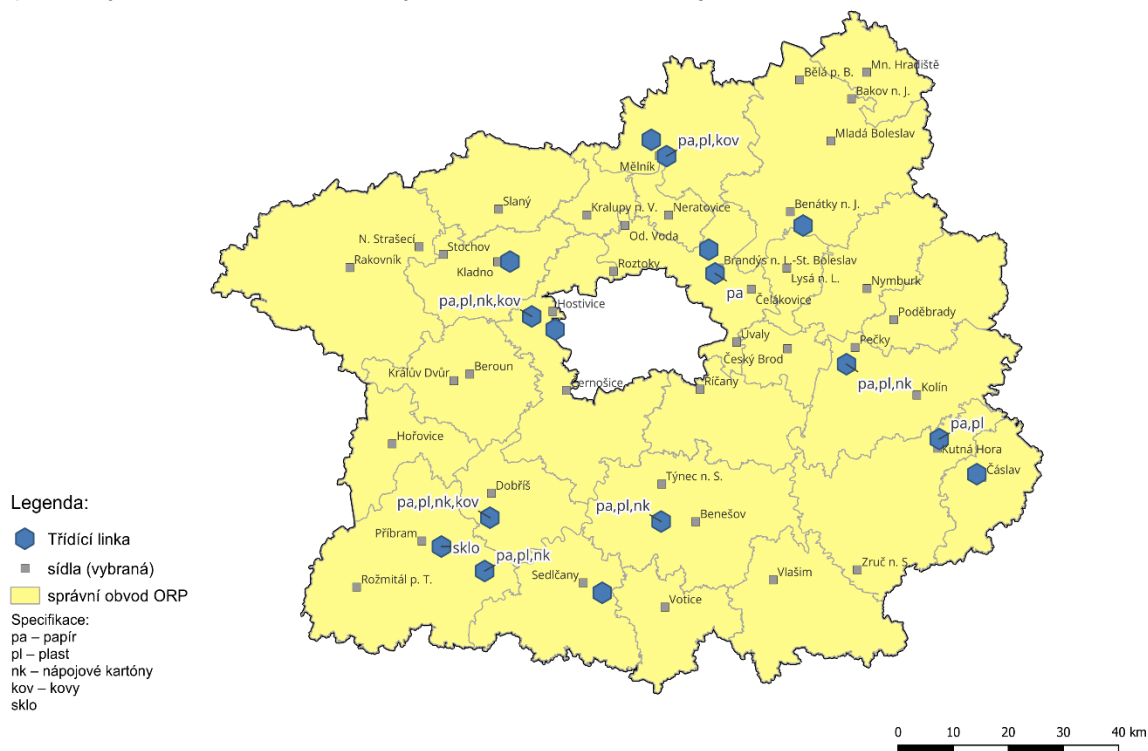 Mn. Hradiště
Bělá p. B.
Bakov n. J.
Mladá Boleslav
pa,pl,kov
Mělník
Slaný
Kralupy n. V.
Neratovice
Benátky n. J.
Od. Voda
N. Strašecí
Stochov
Rakovník
Kladno
Roztoky
Brandýs n. L.-St. Boleslav
Lysá n. L.
pa
Čelákovice
Nymburk
pa,pl,nk,kov
Hostivice
Poděbrady
Úvaly
Český Brod
Pečky
Králův Dvůr
Beroun
Černošice
Říčany
pa,pl,nk
Kolín
pa,pl
Hořovice
Kutná Hora
Čáslav
Týnec n. S.
Dobříš
pa,pl,nk,kov
pa,pl,nk
Benešov
Příbram
sklo
pa,pl,nk
Sedlčany
Rožmitál p. T.
Votice
Vlašim
Zruč n. S.
Legenda:
Třídící linka
sídla (vybraná)
správní obvod ORP
Specifikace:
pa – papír
pl – plast
nk – nápojové kartóny
kov – kovy
sklo
0 10 20 30 40 km